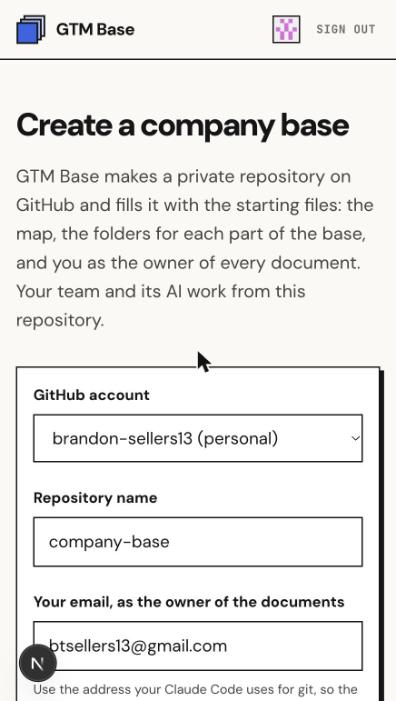 GTM Base
SIGN OUT
Create a company base
GTM Base makes a private repository on
GitHub and fills it with the starting files: the
map, the folders for each part of the base,
and you as the owner of every document.
Your team and its AI work from this
repository.
GitHub account
brandon-sellers13 (personal)
Repository name
company-base
Your email, as the owner of the documents
btsellers13@gmail.com
N
Use the address your Claude Code uses for git, so the